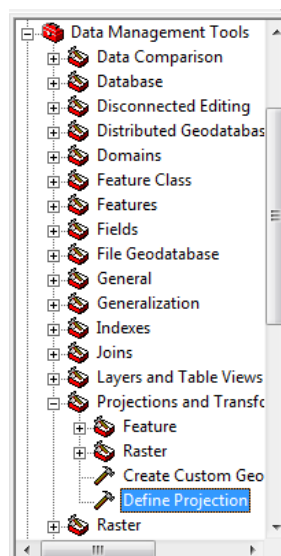 Data Management Tools
Data Comparison
Database
Disconnected Editing
Distributed Geodatabas
Domains
Feature Class
Features
Fields
File Geodatabase
General
Generalization
Indexes
Joins
Layers and Table Views
Projections and Transfo
Feature
Raster
Create Custom Geo
Define Projection
Raster